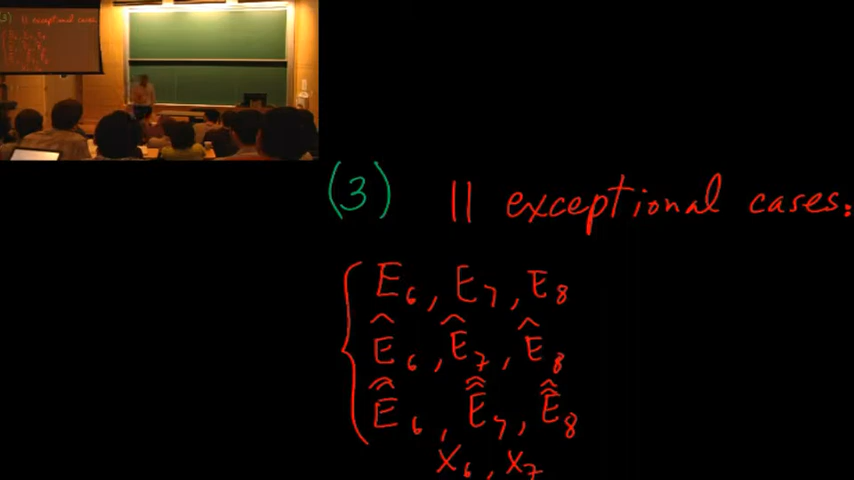 (3) 11 exceptional cases:
E₆, E₇, E₈
Ê₆, Ê₇, Ê₈
Ê̂₆, Ê̂₇, Ê̂₈
X₆, X₇